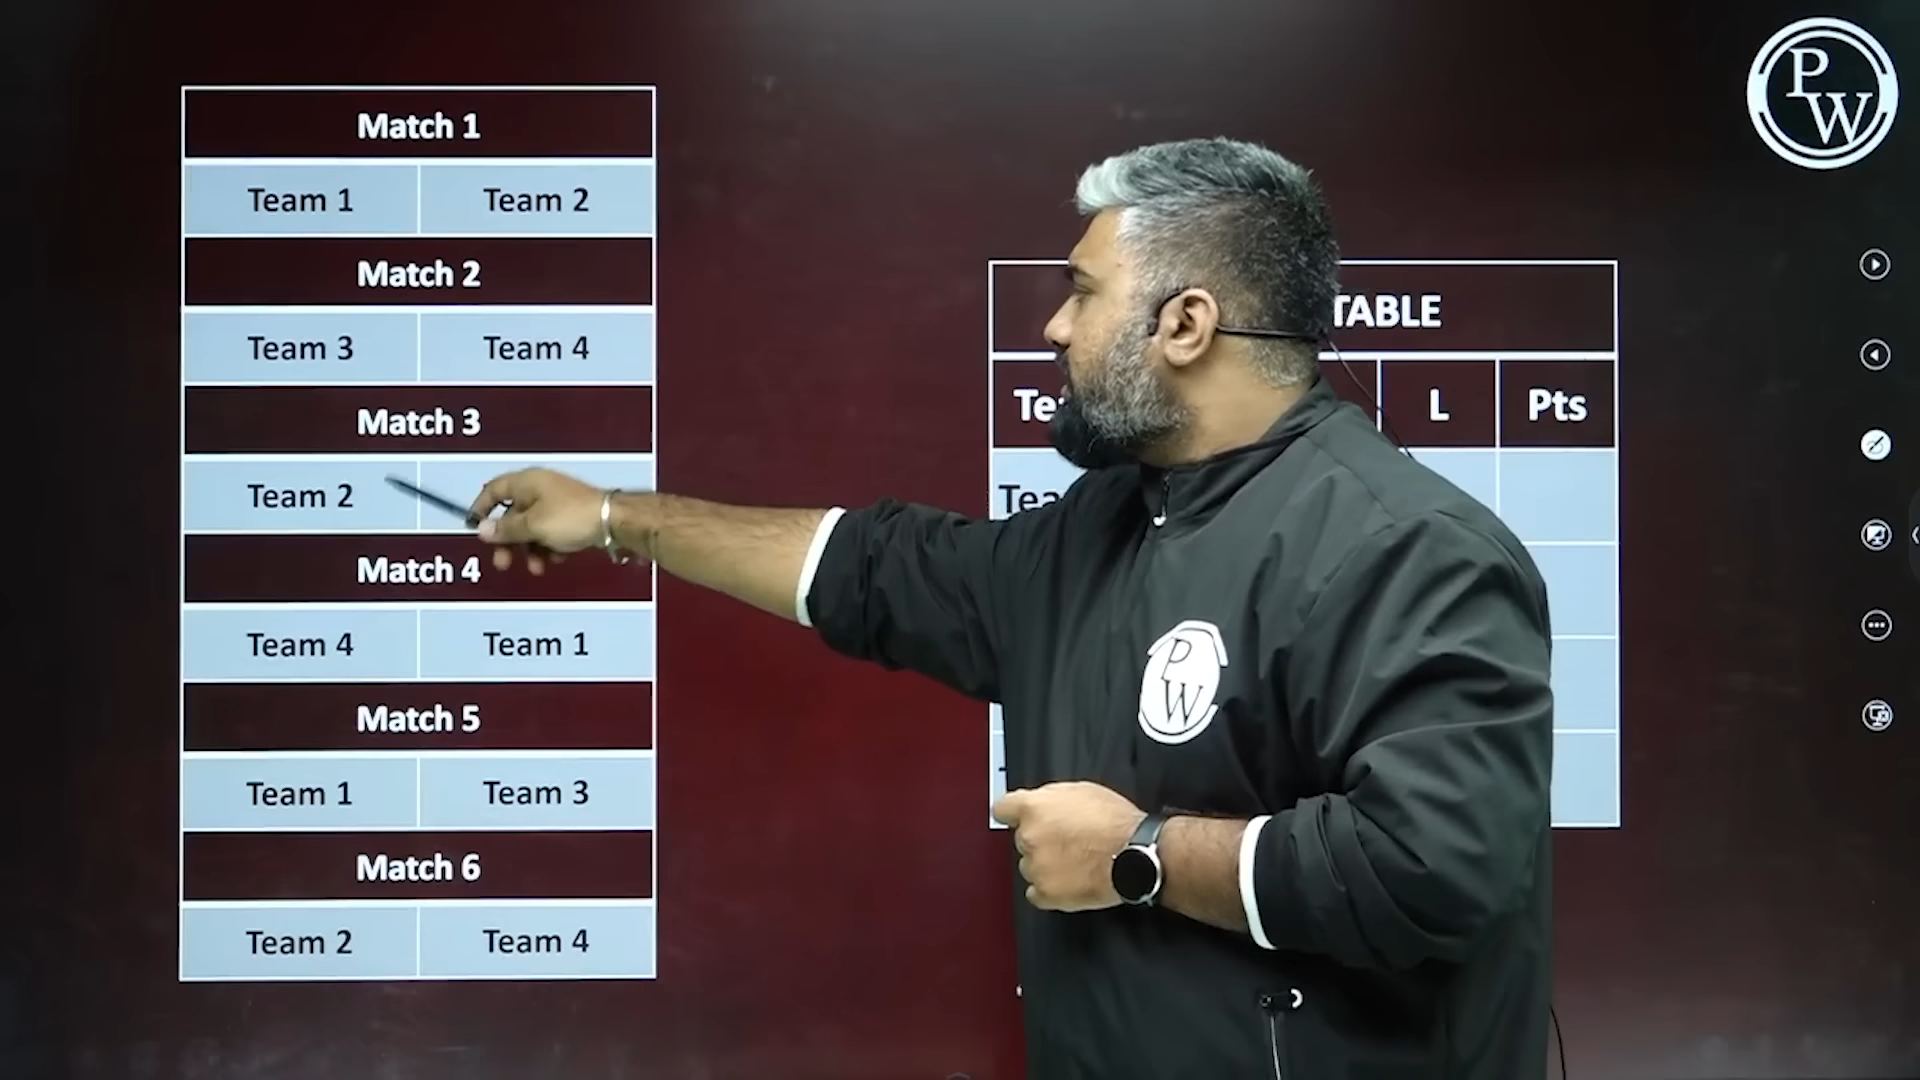 Match 1
Team 1 Team 2
Match 2
Team 3 Team 4
Match 3
Team 2
Match 4
Team 4 Team 1
Match 5
Team 1 Team 3
Match 6
Team 2 Team 4
TABLE
L Pts
PW
PW